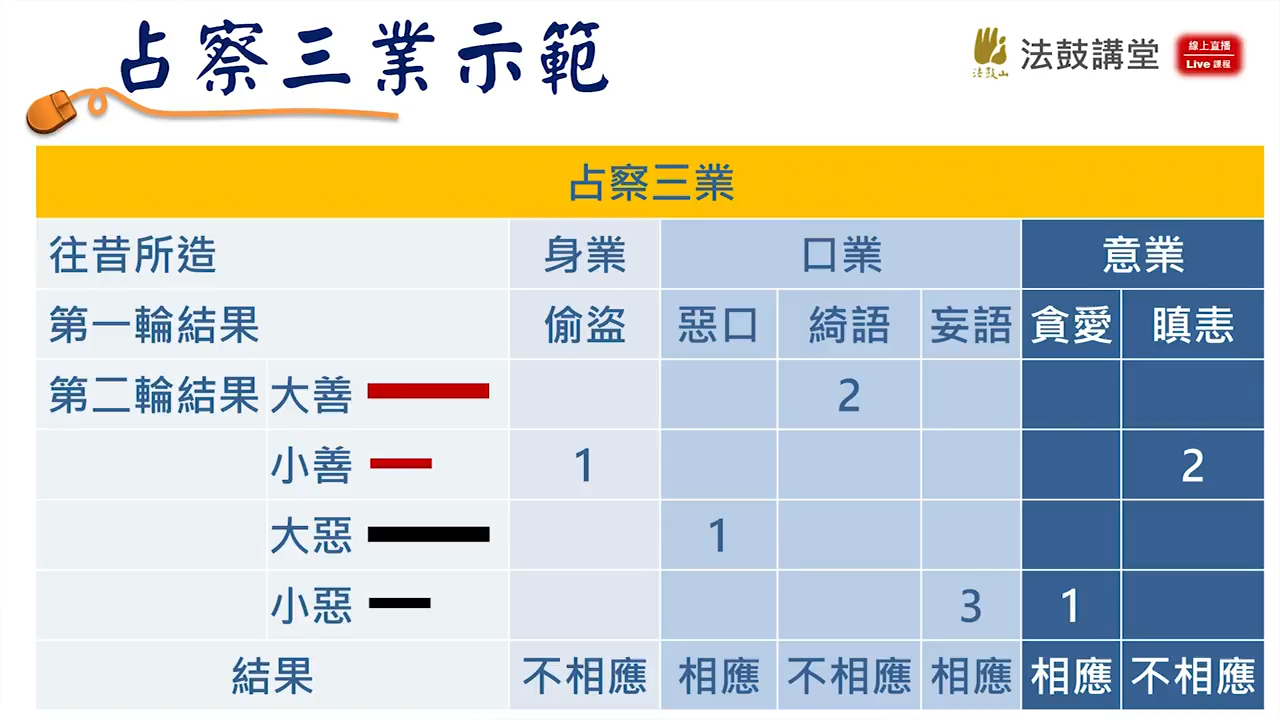 占察三業示範
法鼓山
法鼓講堂
線上直播
Live 課程
占察三業
往昔所造 身業 口業 意業
第一輪結果 偷盜 惡口 綺語 妄語 貪愛 瞋恚
第二輪結果 大善 2
小善 1 2
大惡 1
小惡 3 1
結果 不相應 相應 不相應 相應 相應 不相應